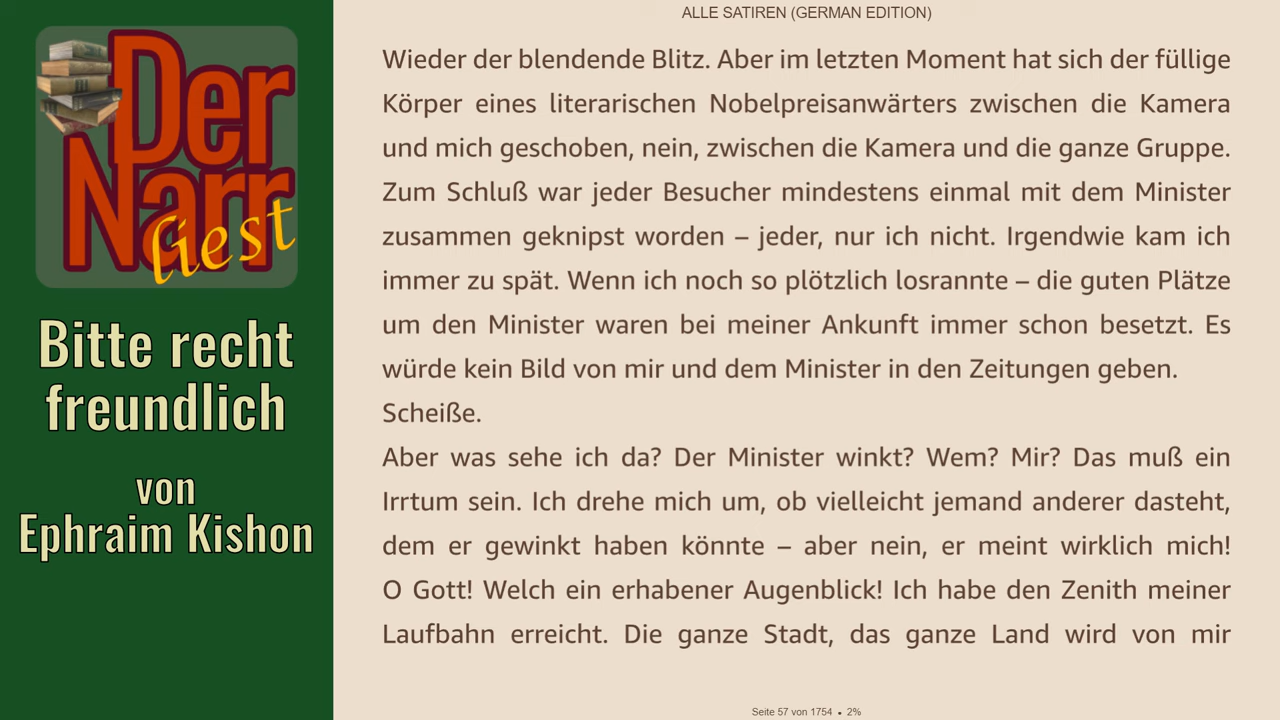 Der
Narr
liest
Bitte recht
freundlich
von
Ephraim Kishon
ALLE SATIREN (GERMAN EDITION)
Wieder der blendende Blitz. Aber im letzten Moment hat sich der füllige
Körper eines literarischen Nobelpreisanwärters zwischen die Kamera
und mich geschoben, nein, zwischen die Kamera und die ganze Gruppe.
Zum Schluß war jeder Besucher mindestens einmal mit dem Minister
zusammen geknipst worden – jeder, nur ich nicht. Irgendwie kam ich
immer zu spät. Wenn ich noch so plötzlich losrannte – die guten Plätze
um den Minister waren bei meiner Ankunft immer schon besetzt. Es
würde kein Bild von mir und dem Minister in den Zeitungen geben.
Scheiße.
Aber was sehe ich da? Der Minister winkt? Wem? Mir? Das muß ein
Irrtum sein. Ich drehe mich um, ob vielleicht jemand anderer dasteht,
dem er gewinkt haben könnte – aber nein, er meint wirklich mich!
O Gott! Welch ein erhabener Augenblick! Ich habe den Zenith meiner
Laufbahn erreicht. Die ganze Stadt, das ganze Land wird von mir
Seite 57 von 1754 • 2%